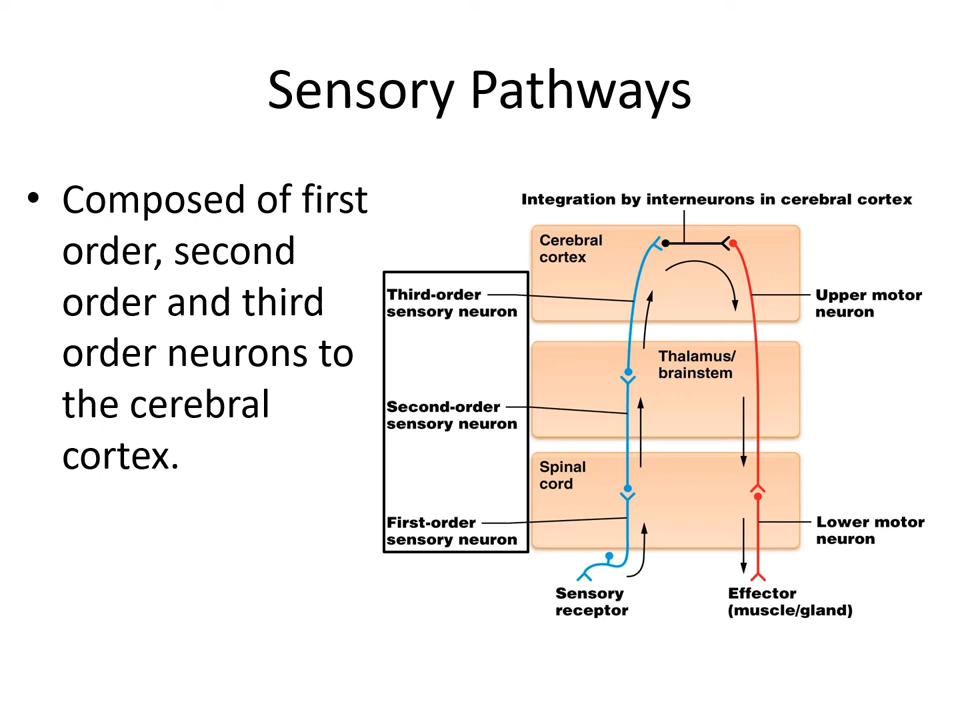 Sensory Pathways
• Composed of first
order, second
order and third
order neurons to
the cerebral
cortex.
Integration by interneurons in cerebral cortex
Cerebral
cortex
Third-order
sensory neuron
Upper motor
neuron
Thalamus/
brainstem
Second-order
sensory neuron
Spinal
cord
First-order
sensory neuron
Lower motor
neuron
Sensory
receptor
Effector
(muscle/gland)